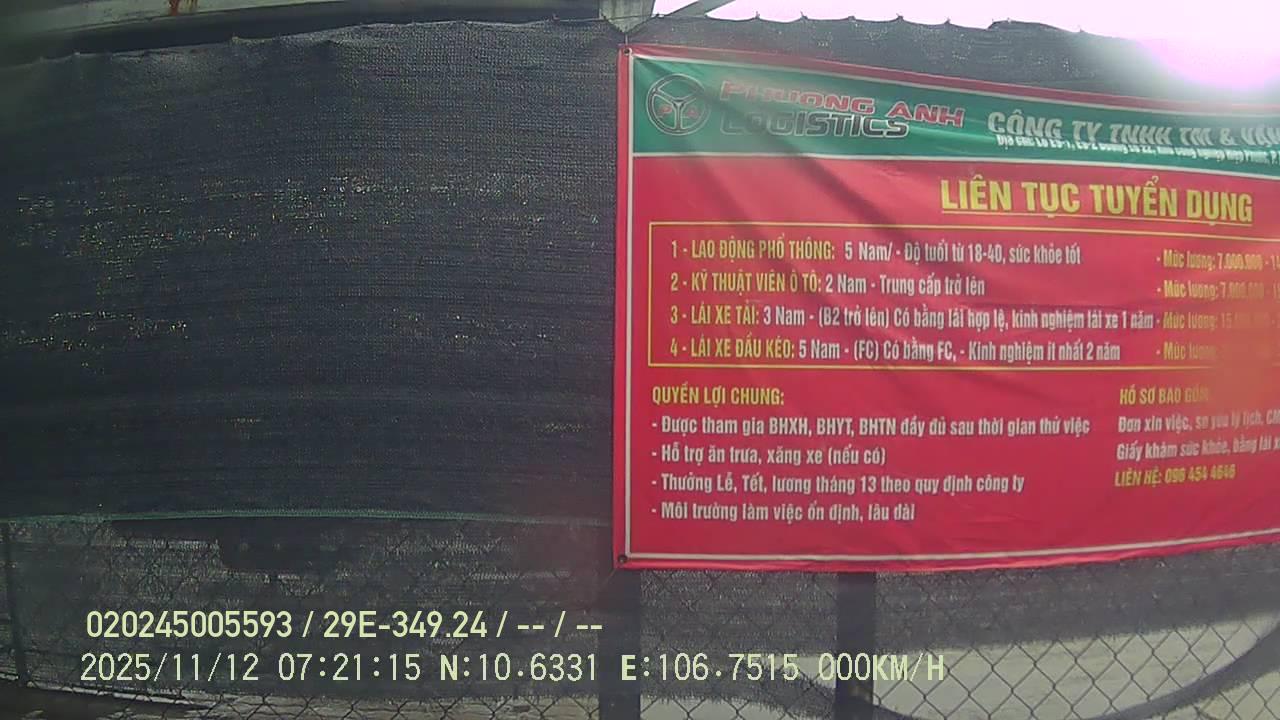 PHƯƠNG ANH
LOGISTICS
CÔNG TY TNHH TM & VẬN
LIÊN TỤC TUYỂN DỤNG
1 - LAO ĐỘNG PHỔ THÔNG: 5 Nam/ - Độ tuổi từ 18-40, sức khỏe tốt - Mức lương: 7.000.000 -
2 - KỸ THUẬT VIÊN Ô TÔ: 2 Nam - Trung cấp trở lên - Mức lương: 7.000.000 -
3 - LÁI XE TẢI: 3 Nam - (B2 trở lên) Có bằng lái hợp lệ, kinh nghiệm lái xe 1 năm - Mức lương:
4 - LÁI XE ĐẦU KÉO: 5 Nam - (FC) Có bằng FC, - Kinh nghiệm ít nhất 2 năm - Mức lương:
QUYỀN LỢI CHUNG:
- Được tham gia BHXH, BHYT, BHTN đầy đủ sau thời gian thử việc
- Hỗ trợ ăn trưa, xăng xe (nếu có)
- Thưởng Lễ, Tết, lương tháng 13 theo quy định công ty
- Môi trường làm việc ổn định, lâu dài
HỒ SƠ BAO GỒM
Đơn xin việc, sơ yếu lý lịch,
Giấy khám sức khỏe, bằng lái
LIÊN HỆ: 096 454 4646
020245005593 / 29E-349.24 / -- / --
2025/11/12 07:21:15 N:10.6331 E:106.7515 000KM/H